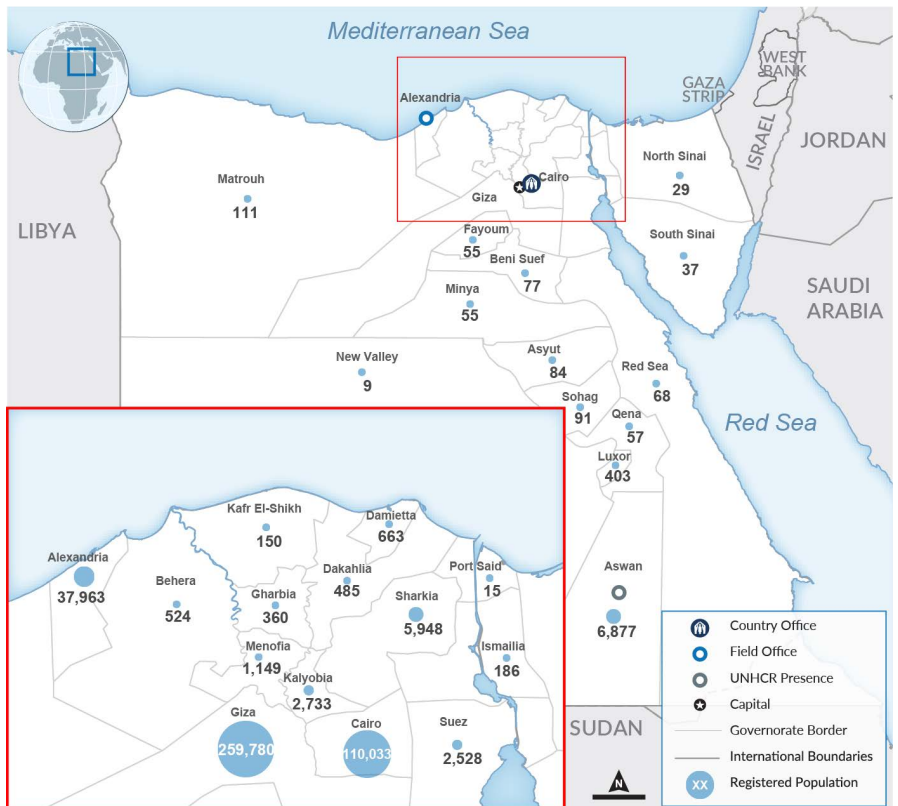 Mediterranean Sea
WEST
BANK
GAZA
STRIP
ISRAEL
JORDAN
Alexandria
North Sinai
29
Matrouh
111
Cairo
Giza
LIBYA
South Sinai
37
Fayoum
55
Beni Suef
77
Minya
55
SAUDI
ARABIA
New Valley
9
Asyut
84
Red Sea
68
Sohag
91
Qena
57
Red Sea
Luxor
403
Kafr El-Shikh
150
Damietta
663
Alexandria
37,963
Behera
524
Dakahlia
485
Port Said
15
Gharbia
360
Sharkia
5,948
Aswan
6,877
Menofia
1,149
Ismailia
186
Kalyobia
2,733
Giza
259,780
Cairo
110,033
Suez
2,528
SUDAN
N
Country Office
Field Office
UNHCR Presence
Capital
Governorate Border
International Boundaries
XX Registered Population